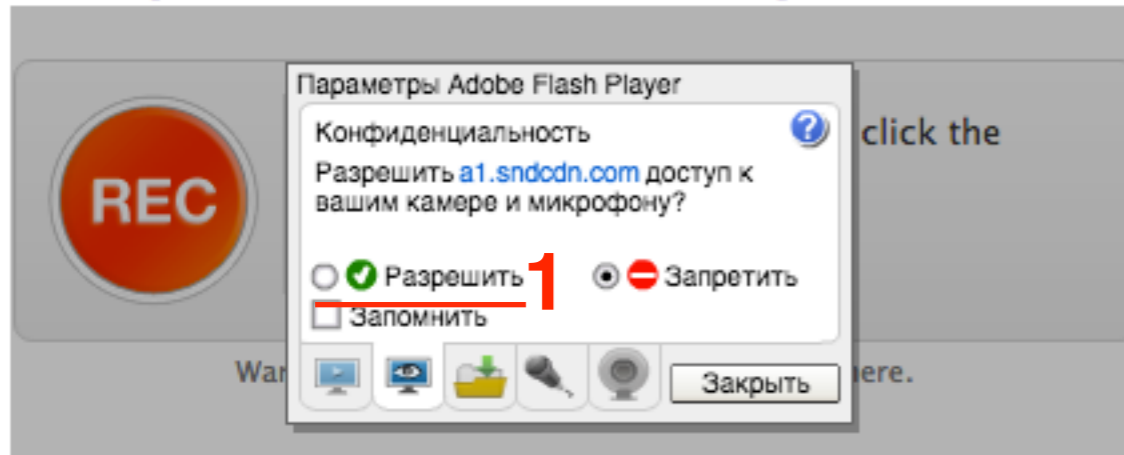 Параметры Adobe Flash Player
Конфиденциальность
?
click the
Разрешить a1.sndcdn.com доступ к
вашим камере и микрофону?
REC
Разрешить 1 Запретить
Запомнить
Закрыть